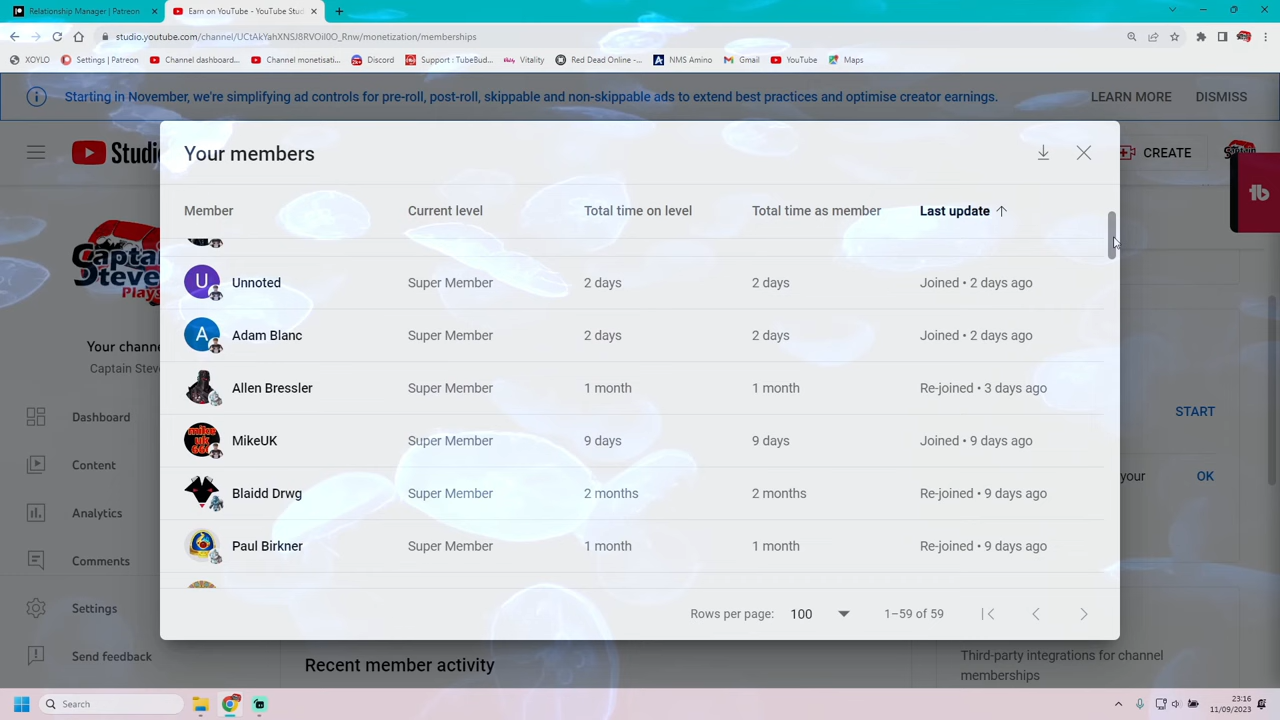 Relationship Manager | Patreon
Earn on YouTube - YouTube Stud
studio.youtube.com/channel/UCtAkYahXNSJ8RVOiI0O_Rnw/monetization/memberships
XOYLO
Settings | Patreon
Channel dashboard...
Channel monetisati...
Discord
Support : TubeBud...
Vitality
Red Dead Online -...
NMS Amino
Gmail
YouTube
Maps
Starting in November, we're simplifying ad controls for pre-roll, post-roll, skippable and non-skippable ads to extend best practices and optimise creator earnings.
LEARN MORE
DISMISS
Studi
CREATE
Your members
Member Current level Total time on level Total time as member Last update
Unnoted Super Member 2 days 2 days Joined • 2 days ago
Adam Blanc Super Member 2 days 2 days Joined • 2 days ago
Allen Bressler Super Member 1 month 1 month Re-joined • 3 days ago
MikeUK Super Member 9 days 9 days Joined • 9 days ago
Blaidd Drwg Super Member 2 months 2 months Re-joined • 9 days ago
Paul Birkner Super Member 1 month 1 month Re-joined • 9 days ago
Rows per page: 100 1–59 of 59
Captain
Steve
Plays
Your chann
Captain Stev
Dashboard
Content
Analytics
Comments
Settings
Send feedback
START
your
OK
Recent member activity
Third-party integrations for channel
memberships
Search
23:16
11/09/2023